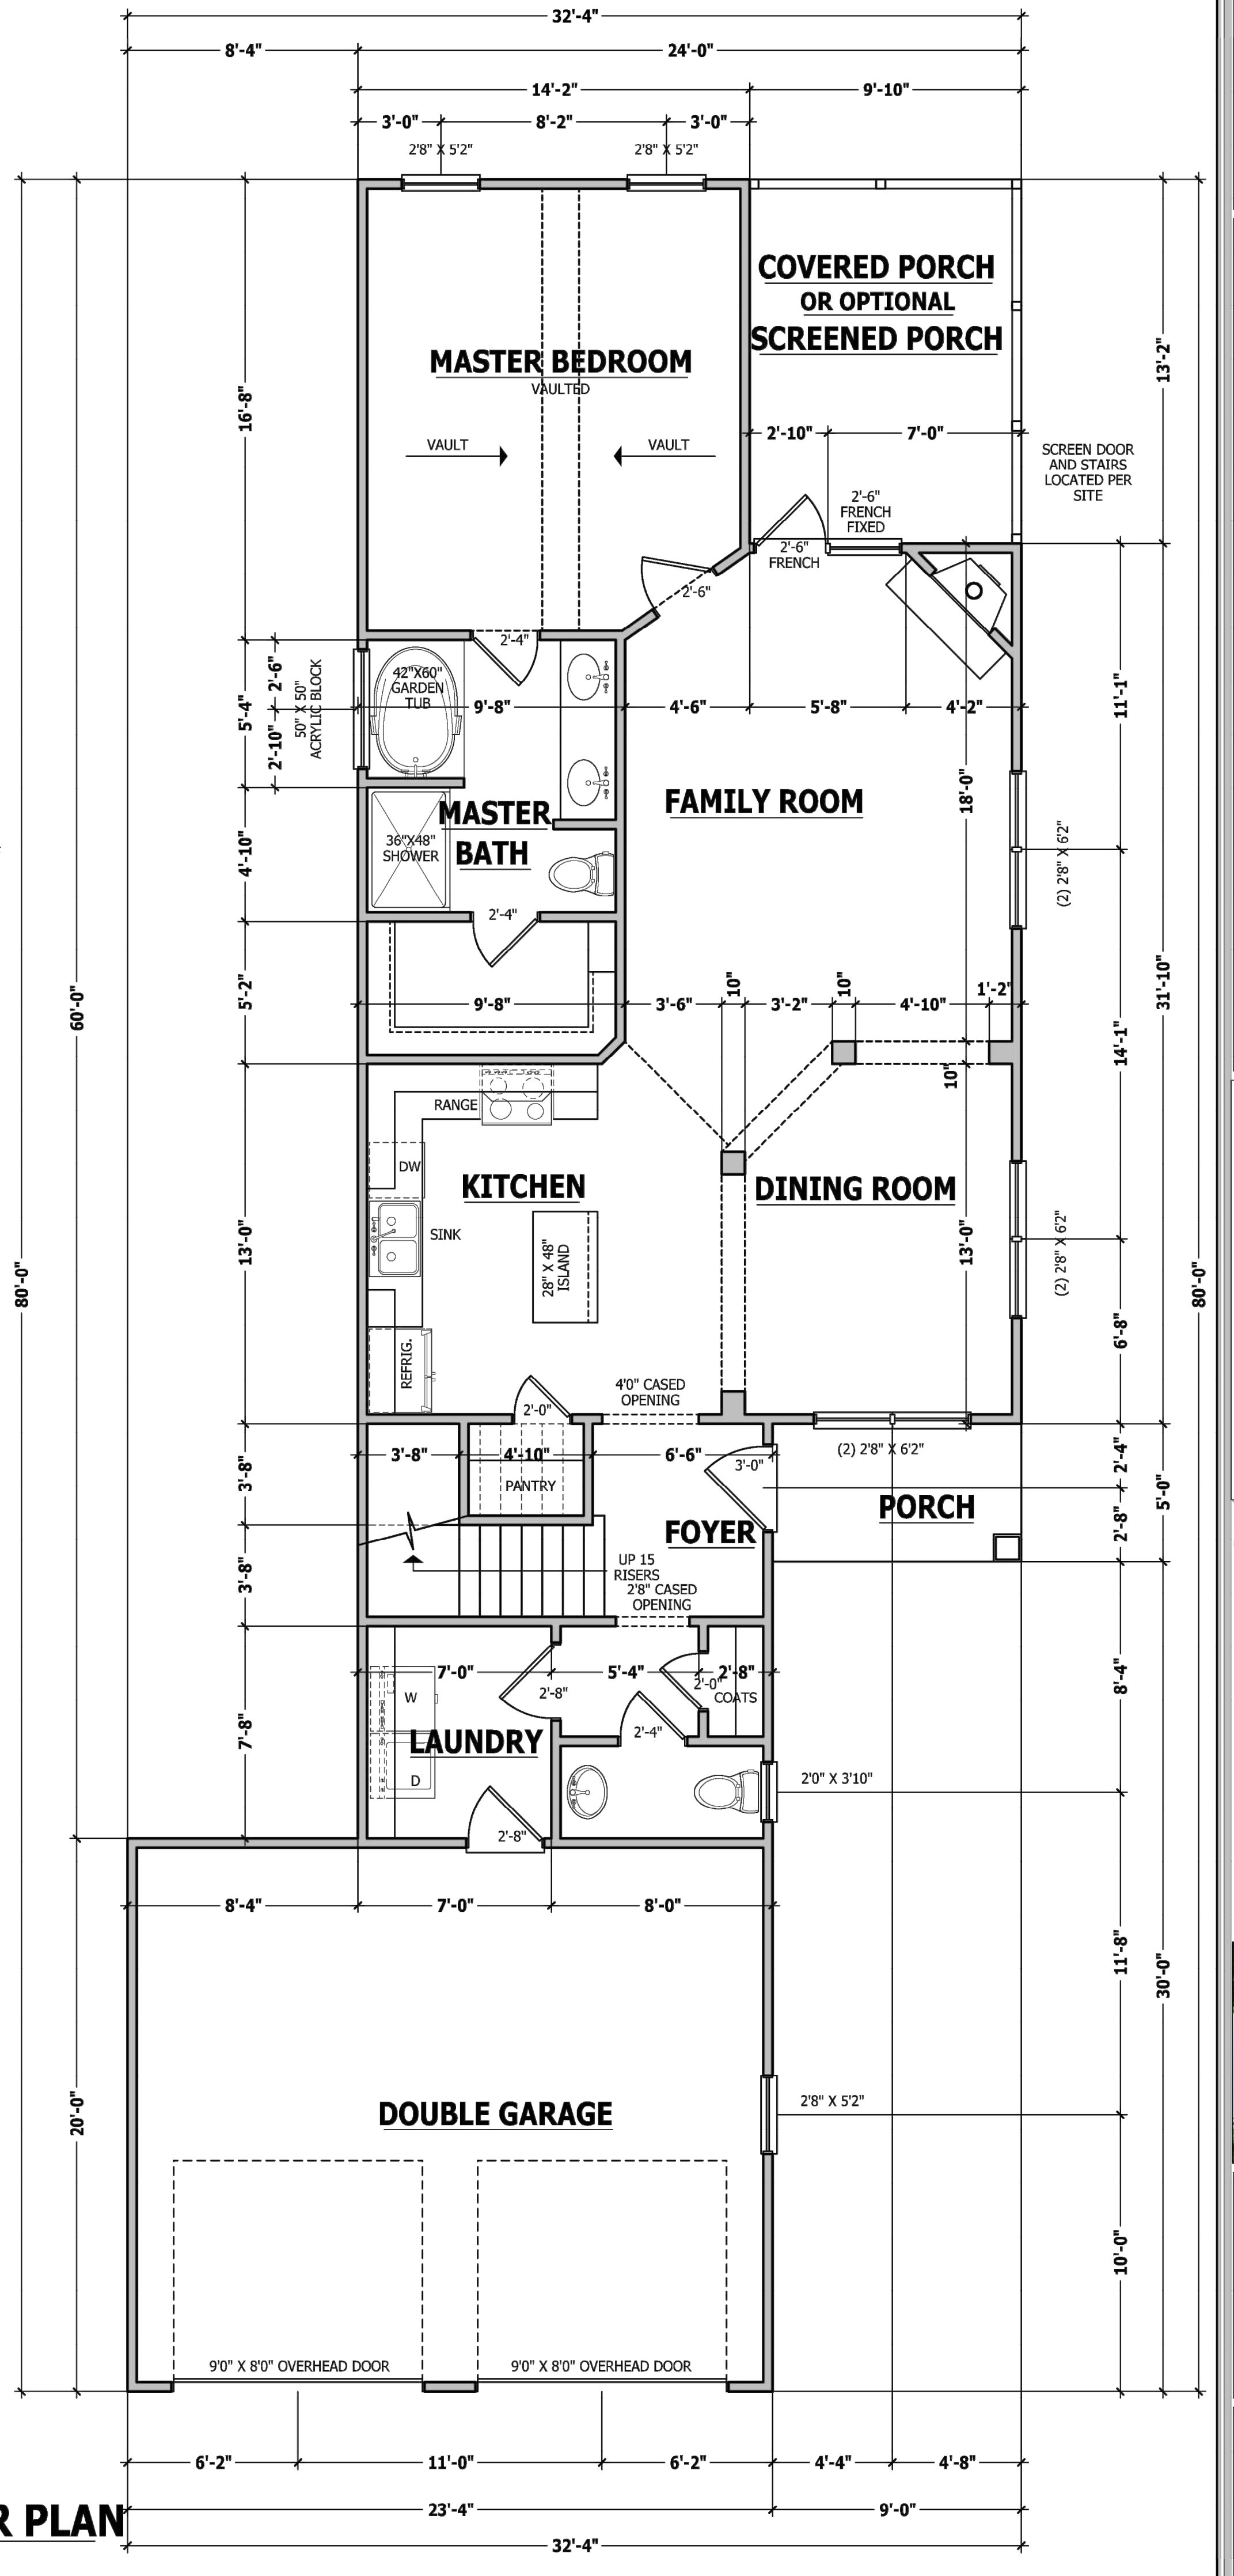 32'-4"
8'-4" 24'-0"
14'-2" 9'-10"
3'-0" 8'-2" 3'-0"
2'8" X 5'2" 2'8" X 5'2"
COVERED PORCH
OR OPTIONAL
SCREENED PORCH
MASTER BEDROOM
VAULTED
13'-2"
16'-8"
VAULT VAULT
2'-10" 7'-0"
SCREEN DOOR
AND STAIRS
LOCATED PER
SITE
2'-6"
FRENCH
FIXED
2'-6"
FRENCH
2'-6"
2'-4"
42"X60"
GARDEN
TUB
2'-6"
5'-4"
2'-10"
50" X 50"
ACRYLIC BLOCK
9'-8" 4'-6" 5'-8" 4'-2"
11'-1"
18'-0"
FAMILY ROOM
MASTER
BATH
36"X48"
SHOWER
4'-10"
(2) 2'8" X 6'2"
2'-4"
5'-2"
60'-0"
9'-8" 3'-6" 10" 3'-2" 10" 4'-10" 1'-2"
31'-10"
14'-1"
10"
RANGE
DW
KITCHEN
DINING ROOM
SINK
28" X 48"
ISLAND
13'-0"
13'-0"
(2) 2'8" X 6'2"
80'-0"
80'-0"
6'-8"
REFRIG.
4'0" CASED
OPENING
2'-0"
(2) 2'8" X 6'2"
3'-8" 4'-10" 6'-6"
3'-0"
2'-4"
3'-8"
PANTRY
PORCH
5'-0"
2'-8"
FOYER
UP 15
RISERS
2'8" CASED
OPENING
3'-8"
7'-0" 5'-4" 2'-8"
8'-4"
2'-8"
2'-0"
COATS
W
7'-8"
LAUNDRY
2'-4"
D
2'0" X 3'10"
2'-8"
8'-4" 7'-0" 8'-0"
11'-8"
30'-0"
20'-0"
2'8" X 5'2"
DOUBLE GARAGE
10'-0"
9'0" X 8'0" OVERHEAD DOOR 9'0" X 8'0" OVERHEAD DOOR
6'-2" 11'-0" 6'-2" 4'-4" 4'-8"
23'-4" 9'-0"
R PLAN
32'-4"